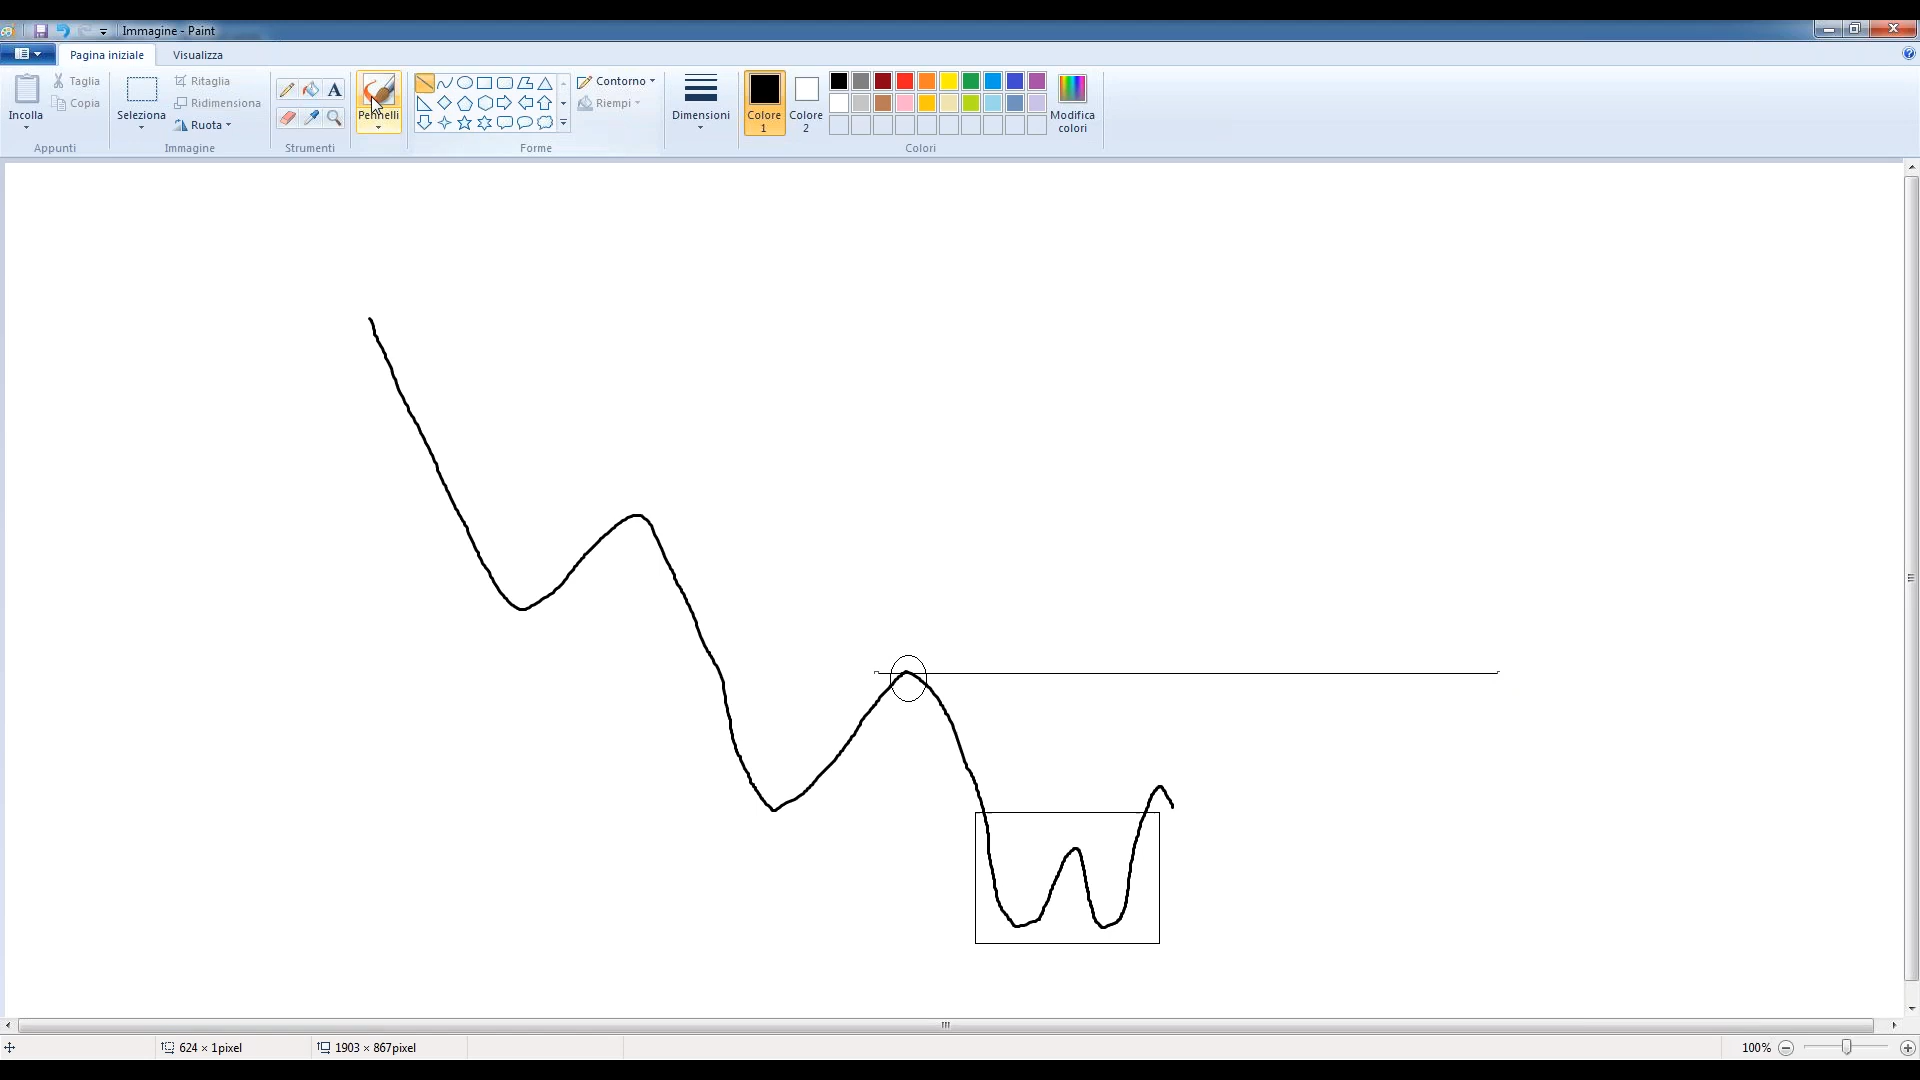 Immagine - Paint
Pagina iniziale
Visualizza
Incolla
Taglia
Copia
Appunti
Seleziona
Ritaglia
Ridimensiona
Ruota
Immagine
A
Strumenti
Pennelli
Contorno
Riempi
Forme
Dimensioni
Colore 1
Colore 2
Modifica colori
Colori
624 × 1pixel
1903 × 867pixel
100%